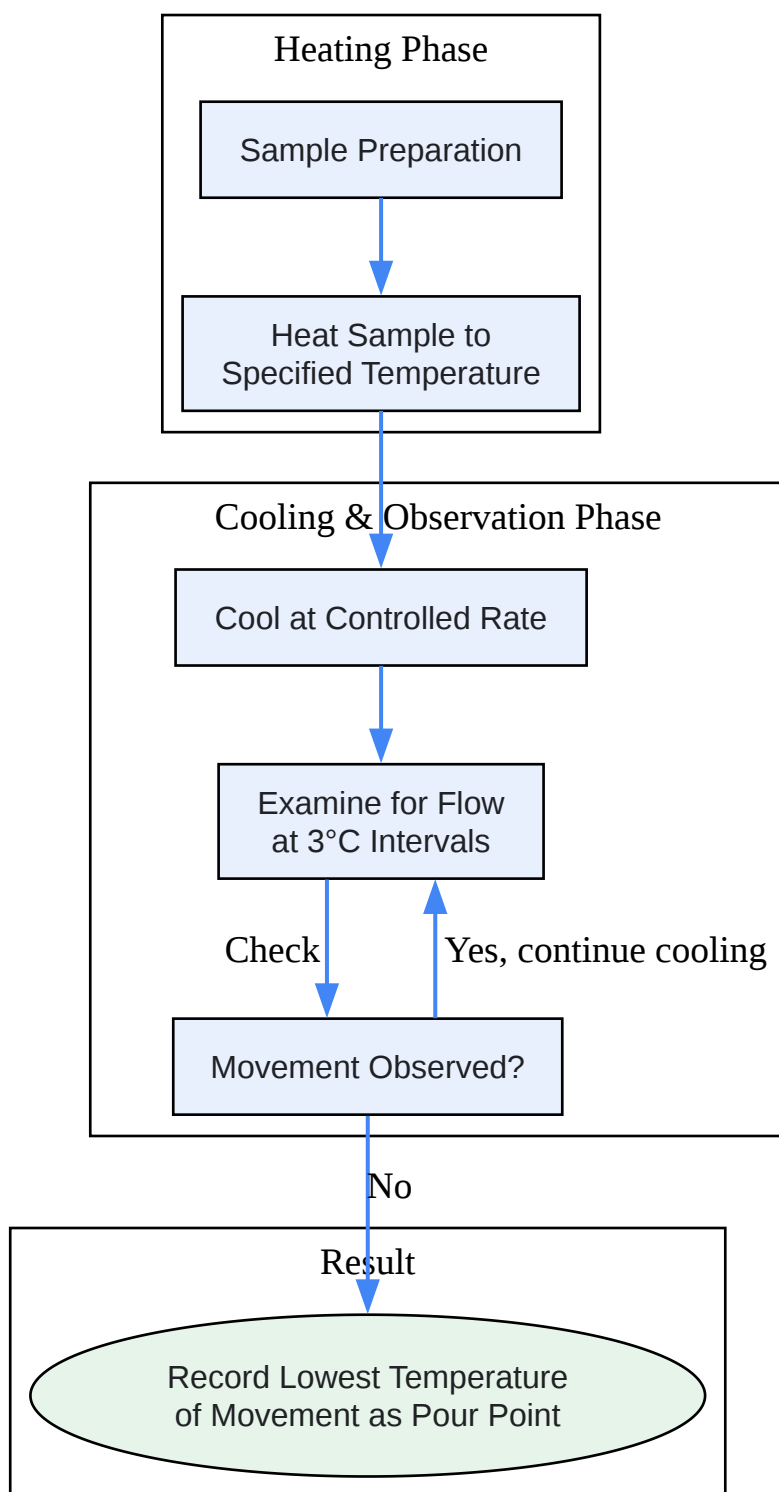 Heating Phase
Sample Preparation
Heat Sample to
Specified Temperature
Cooling & Observation Phase
Cool at Controlled Rate
Examine for Flow
at 3°C Intervals
Check
Yes, continue cooling
Movement Observed?
No
Result
Record Lowest Temperature
of Movement as Pour Point